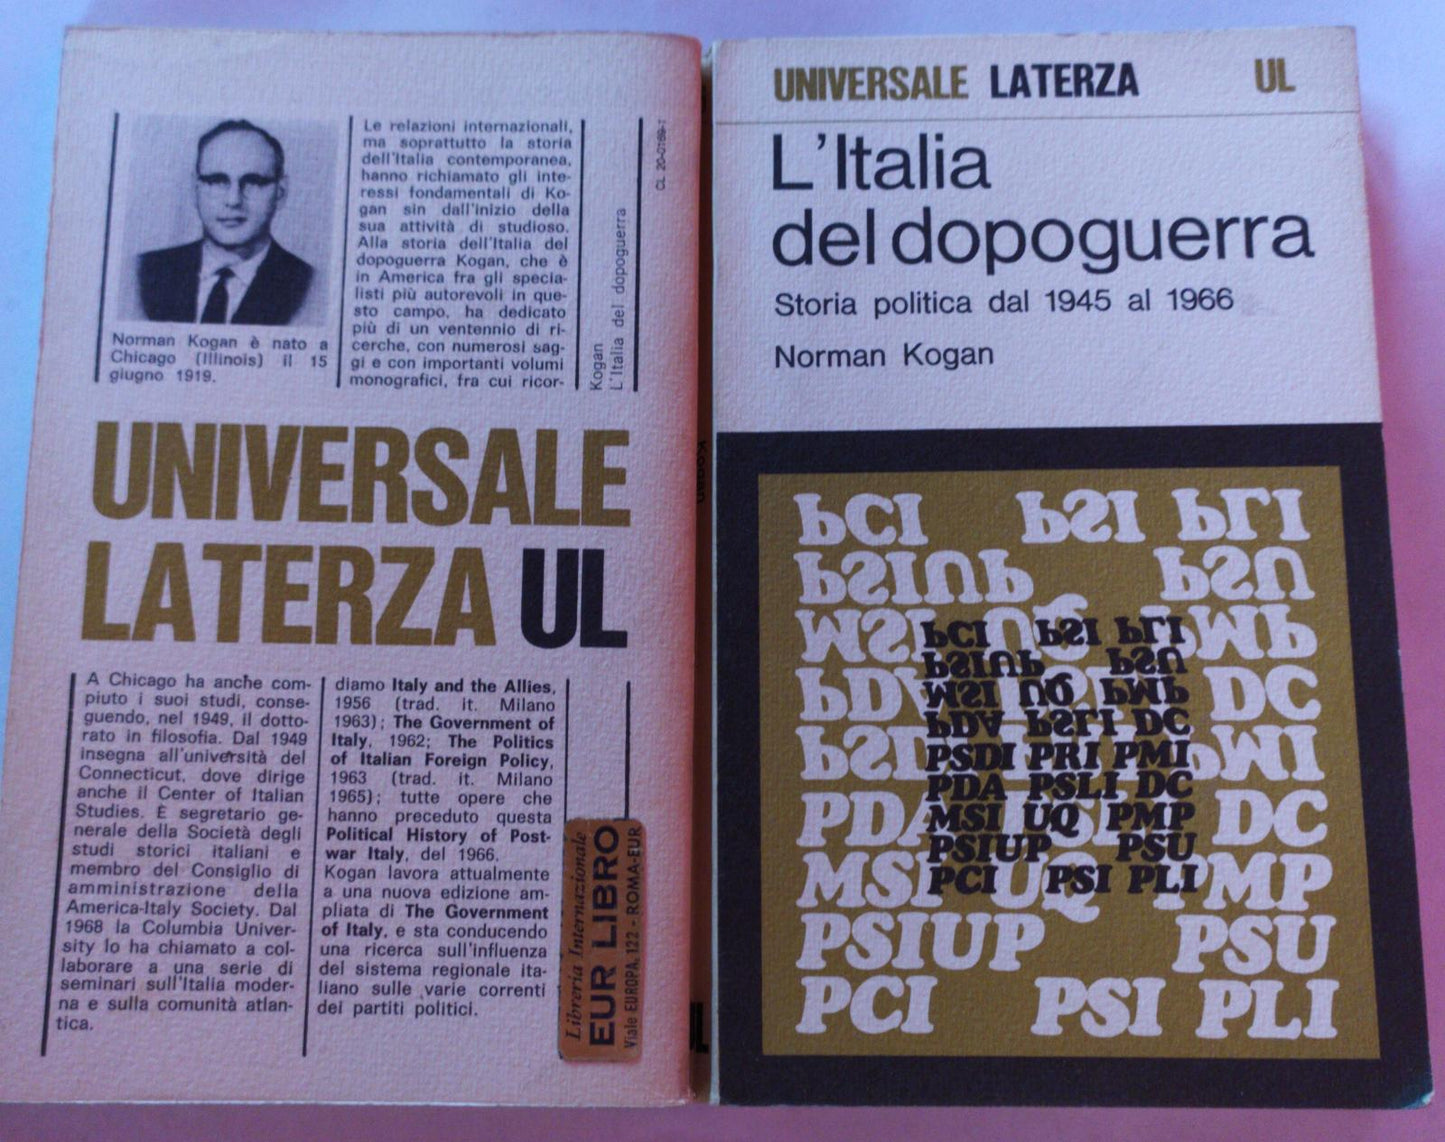 Norman Kogan è nato a
Chicago (Illinois) il 15
giugno 1919.
Le relazioni internazionali,
ma soprattutto la storia
dell'Italia contemporanea,
hanno richiamato gli inte-
ressi fondamentali di Ko-
gan sin dall'inizio della
sua attività di studioso.
Alla storia dell'Italia del
dopoguerra Kogan, che è
in America fra gli specia-
listi più autorevoli in que-
sto campo, ha dedicato
più di un ventennio di ri-
cerche, con numerosi sag-
gi e con importanti volumi
monografici, fra cui ricor-
Kogan
L'Italia del dopoguerra
CL 20-0169-1
UNIVERSALE
LATERZA UL
A Chicago ha anche com-
piuto i suoi studi, conse-
guendo, nel 1949, il dotto-
rato in filosofia. Dal 1949
insegna all'università del
Connecticut, dove dirige
anche il Center of Italian
Studies. È segretario ge-
nerale della Società degli
studi storici italiani e
membro del Consiglio di
amministrazione della
America-Italy Society. Dal
1968 la Columbia Univer-
sity lo ha chiamato a col-
laborare a una serie di
seminari sull'Italia moder-
na e sulla comunità atlan-
tica.
diamo Italy and the Allies,
1956 (trad. it. Milano
1963); The Government of
Italy, 1962; The Politics
of Italian Foreign Policy,
1963 (trad. it. Milano
1965); tutte opere che
hanno preceduto questa
Political History of Post-
war Italy, del 1966.
Kogan lavora attualmente
a una nuova edizione am-
pliata di The Government
of Italy, e sta conducendo
una ricerca sull'influenza
del sistema regionale ita-
liano sulle varie correnti
dei partiti politici.
Libreria Internazionale
EUR LIBRO
Viale EUROPA, 122 - ROMA-EUR
Kogan
UL
UNIVERSALE LATERZA UL
L'Italia
del dopoguerra
Storia politica dal 1945 al 1966
Norman Kogan
PCI PSI PLI
PSIUP PSU
MSI UQ PMP
PDA PSLI DC
PSDI PRI PMI
PDA PSLI DC
MSI UQ PMP
PSIUP PSU
PCI PSI PLI
PCI PSI PLI
PSIUP PSU
MSI UQ PMP
PDA PSLI DC
PSDI PRI PMI
PDA PSLI DC
MSI UQ PMP
PSIUP PSU
PCI PSI PLI